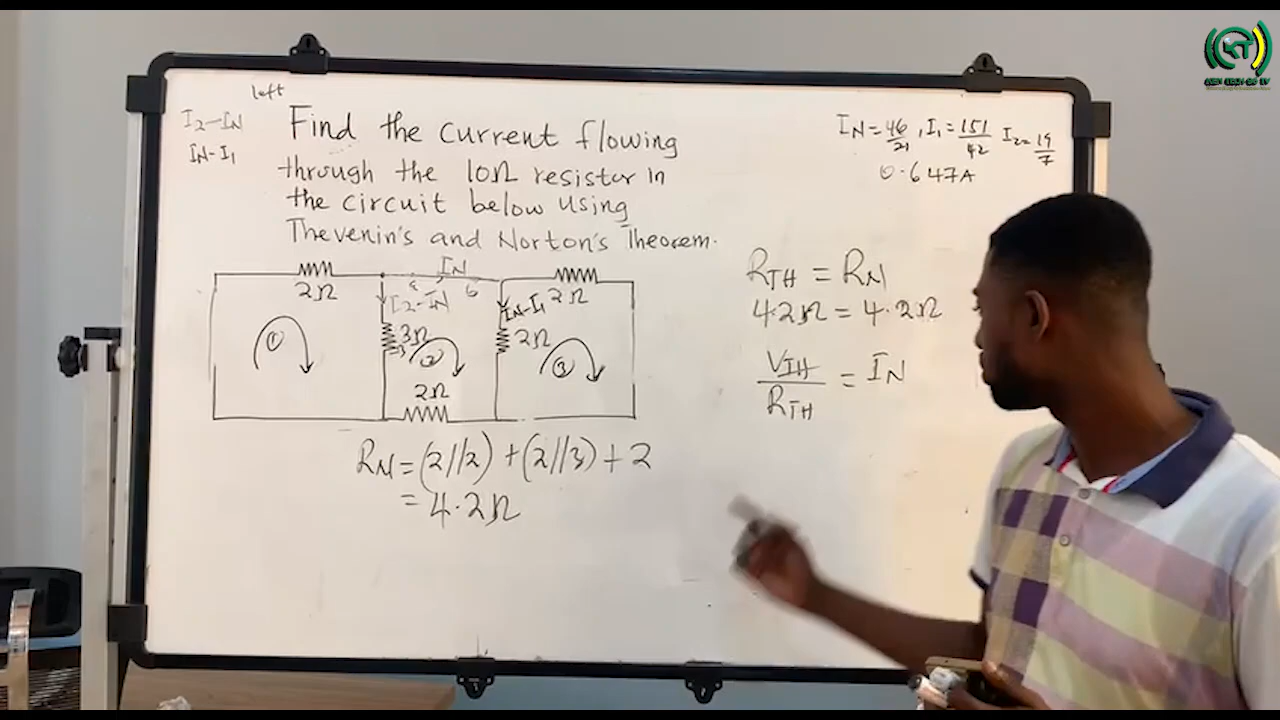 left
I2-IN
IN-I1
Find the current flowing
through the 10Ω resistor in
the circuit below using
Thevenin's and Norton's Theorem.
IN = 46/21, I1 = 151/42 I2 = 19/7
0.647A
IN
2Ω
2Ω
I2-IN
IN-I1
3Ω
2Ω
1
2
3
2Ω
RN = (2//2) + (2//3) + 2
= 4.2Ω
RTH = RN
4.2Ω = 4.2Ω
VTH/RTH = IN
KT